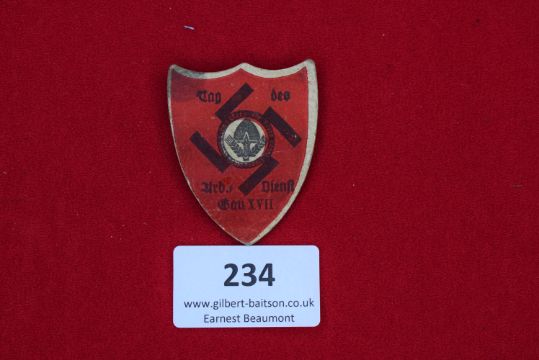 Tag des
Arb. Dienst
Gau XVII
234
www.gilbert-baitson.co.uk
Earnest Beaumont